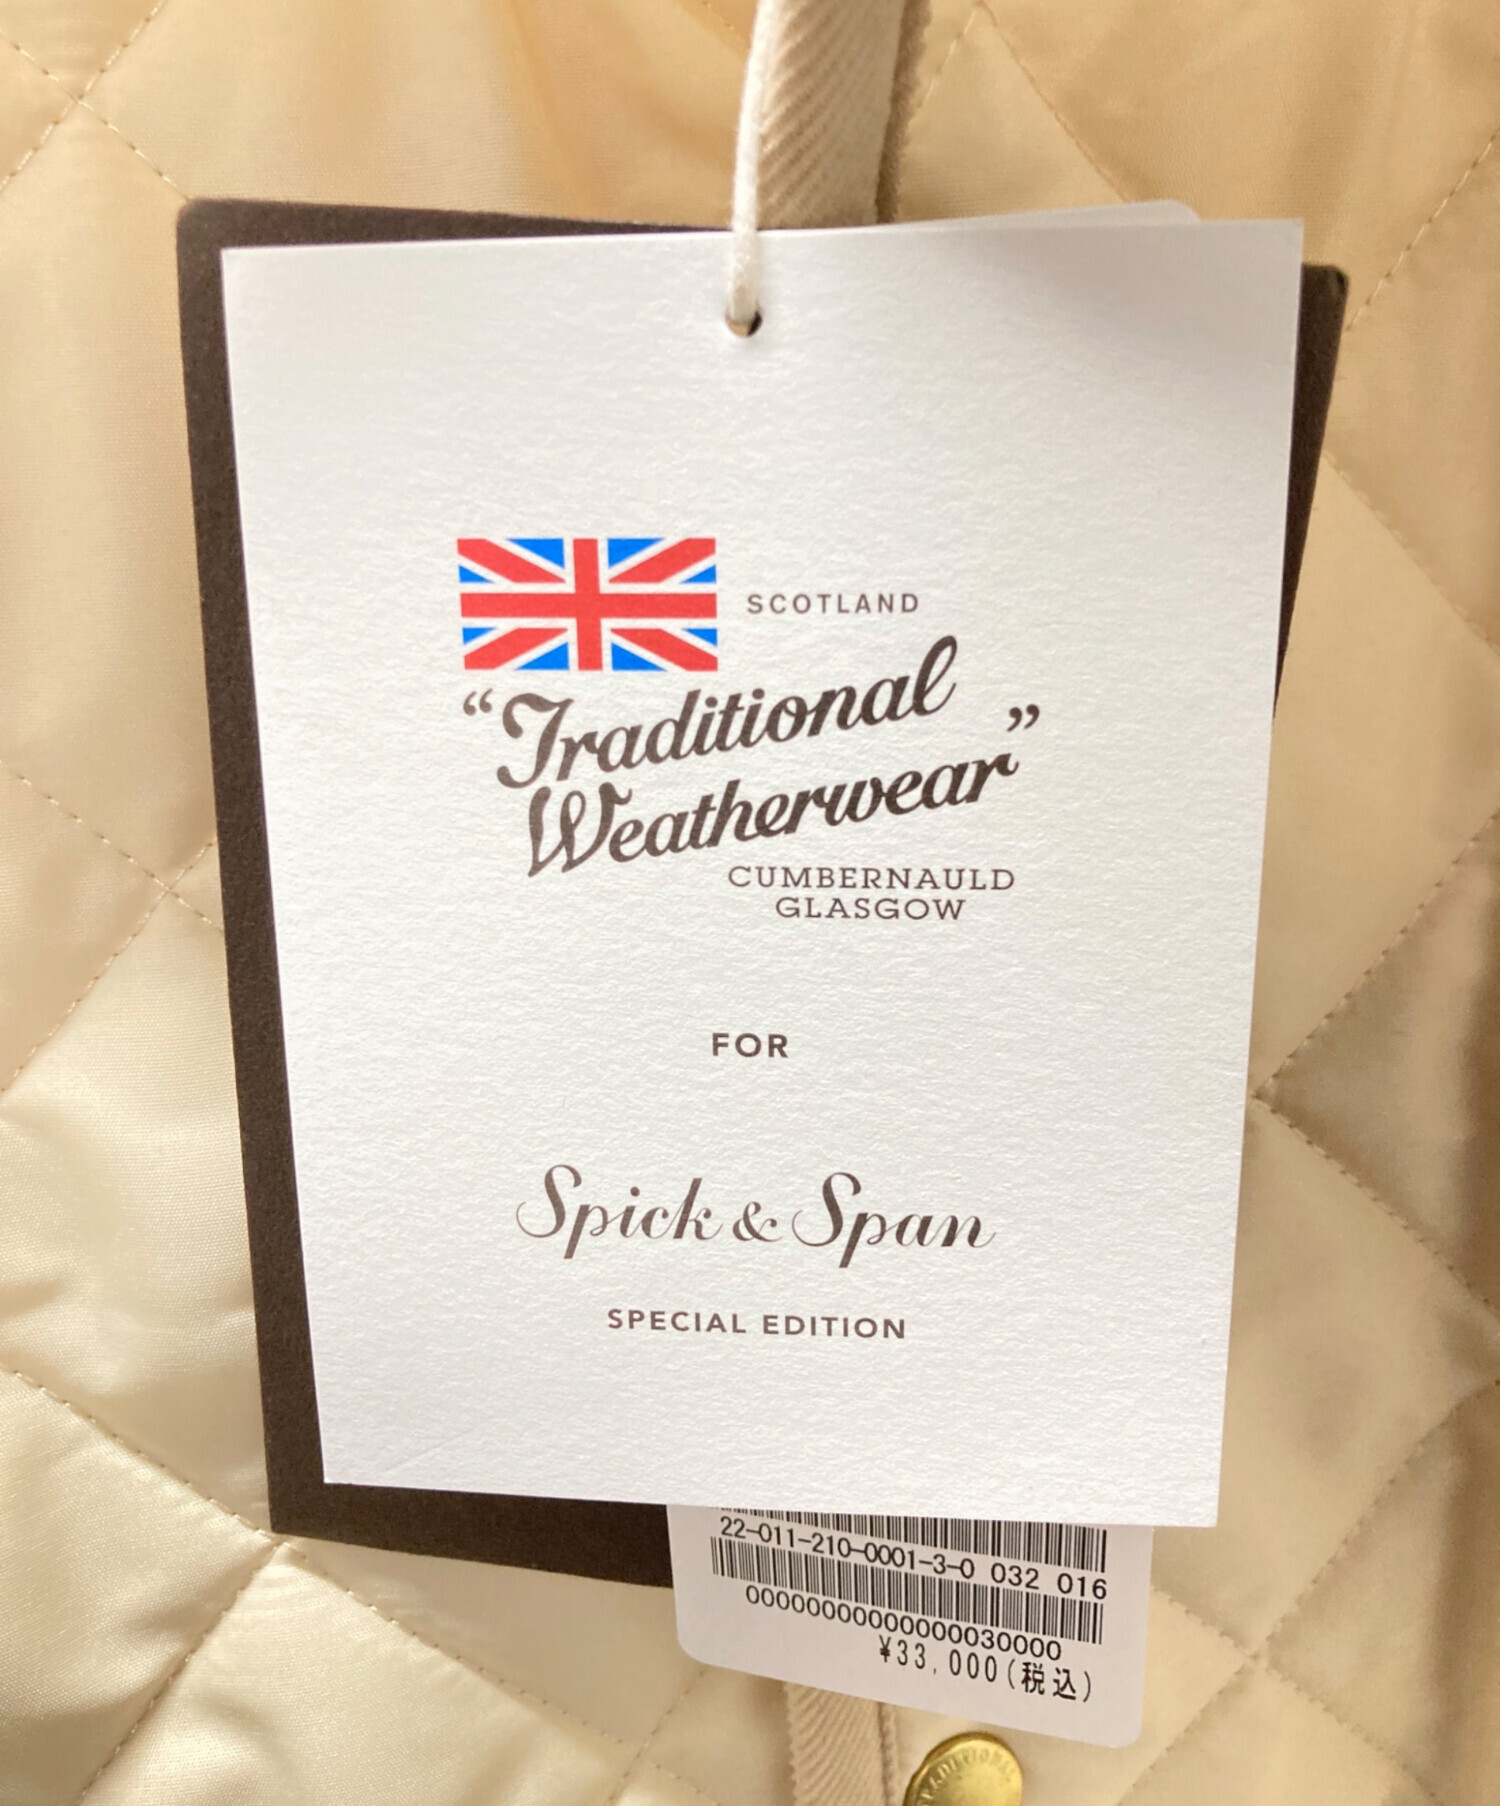 SCOTLAND
“Traditional
Weatherwear”
CUMBERNAULD
GLASGOW
FOR
Spick & Span
SPECIAL EDITION
22-011-210-0001-3-0 032 016
0000000000000000030000
¥33,000(税込)
TRADITIONAL